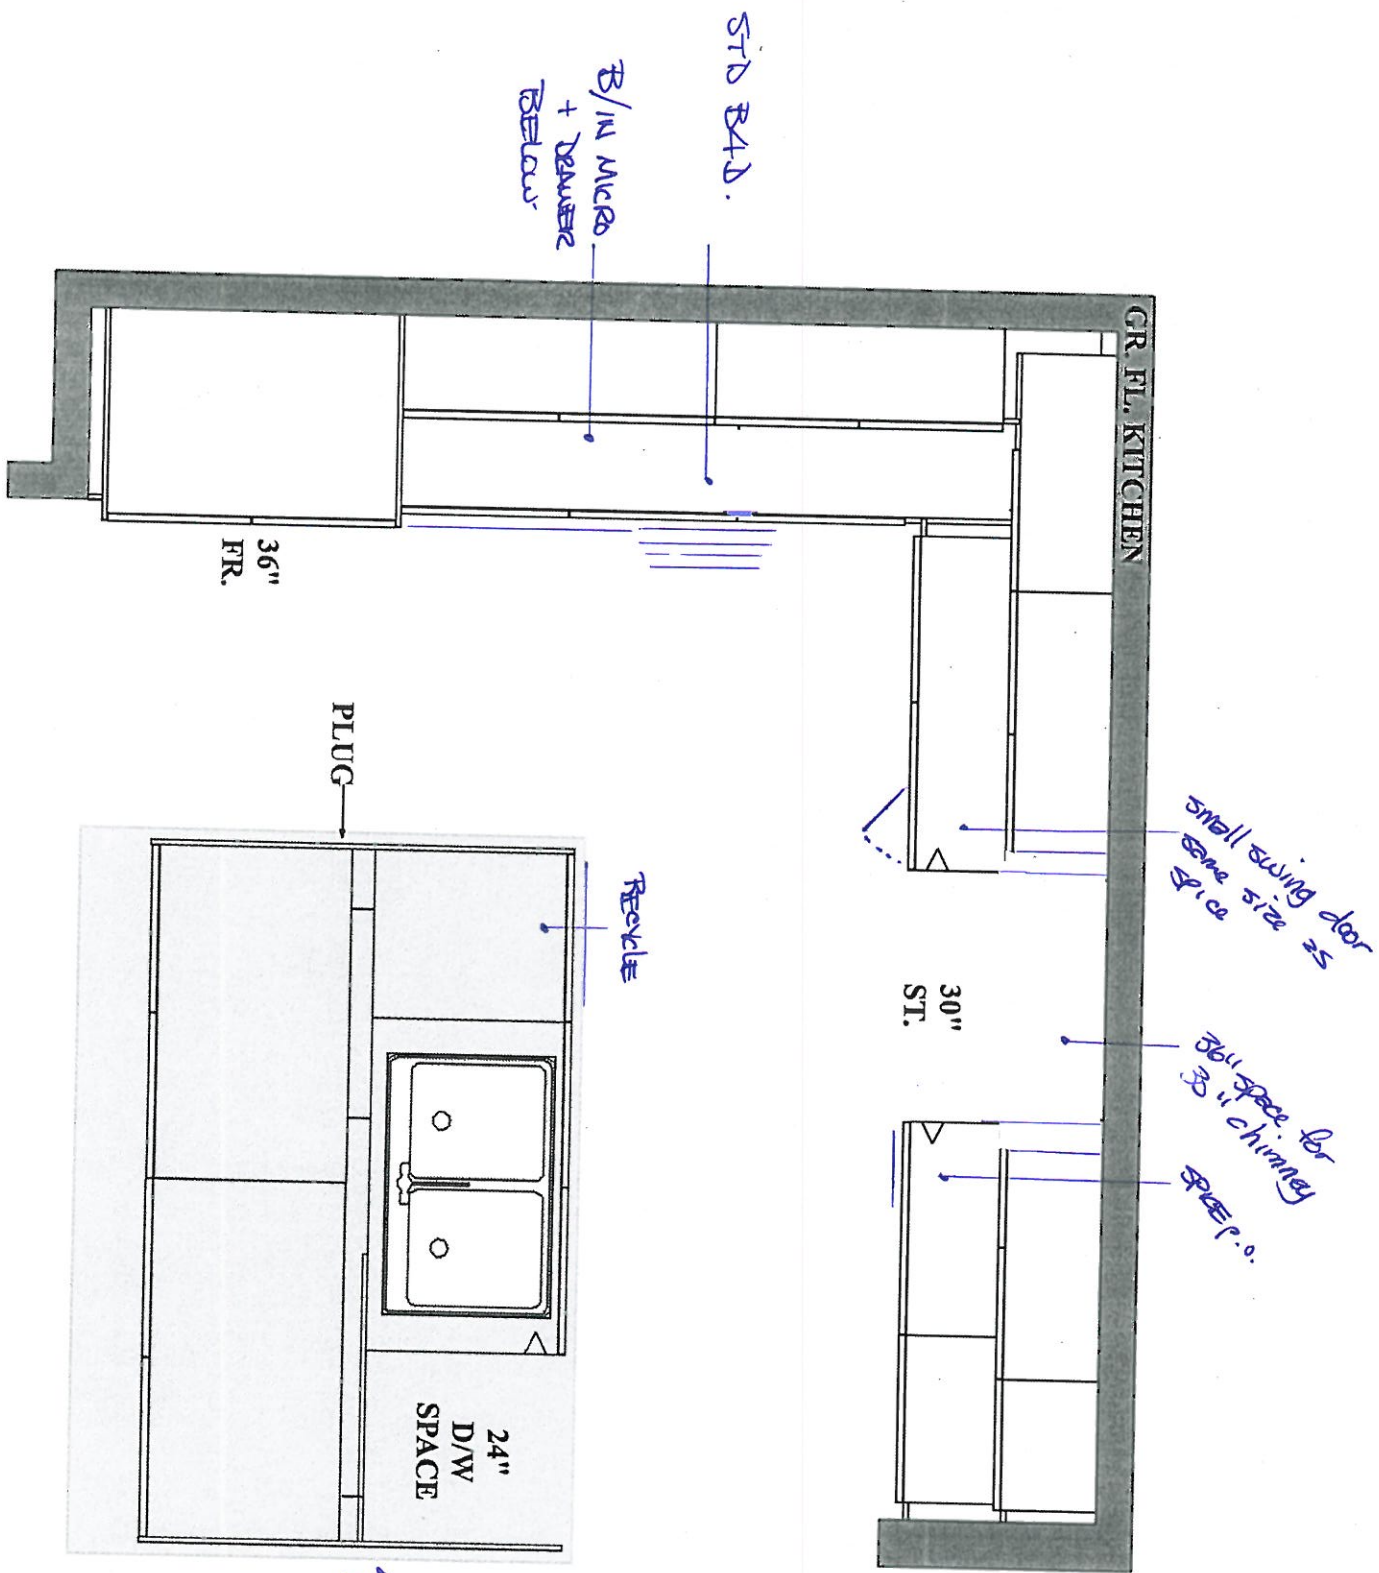 STD B4D.
B/IN MICRO
+ DRAWER
BELOW
GR. FL. KITCHEN
36"
FR.
PLUG
RECYCLE
small swing door
same size as
spice
30"
ST.
36" space for
30" chimney
SPICE P.O.
24"
D/W
SPACE